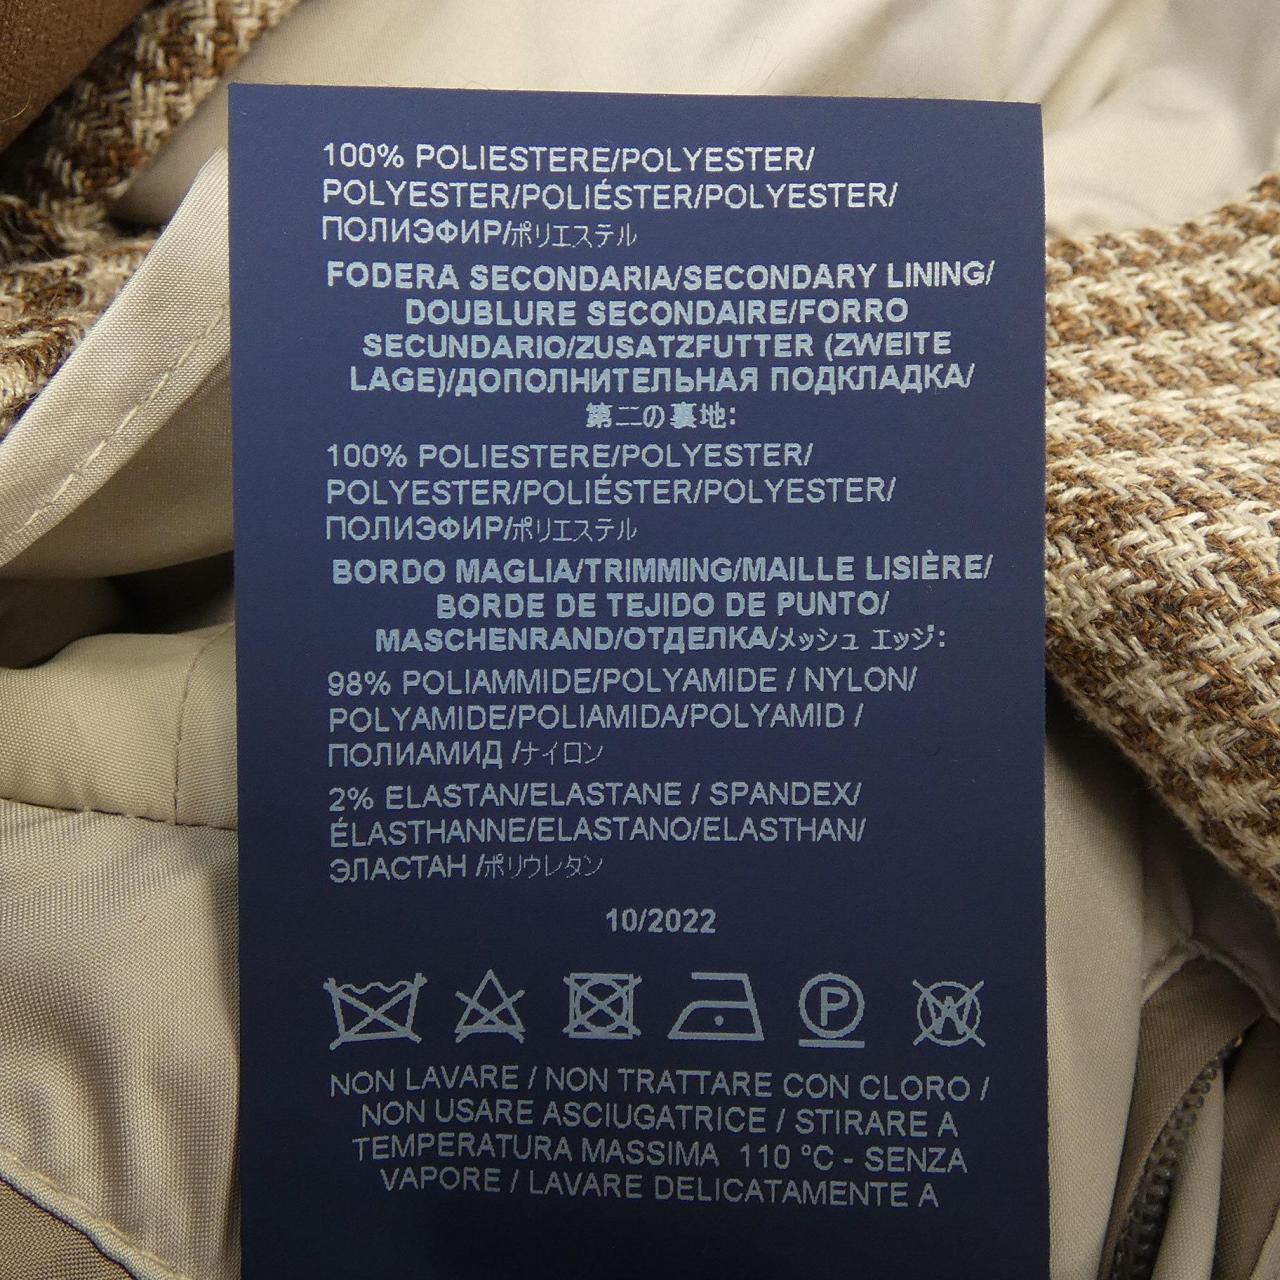 100% POLIESTERE/POLYESTER/
POLYESTER/POLIÉSTER/POLYESTER/
ПОЛИЭФИР/ポリエステル
FODERA SECONDARIA/SECONDARY LINING/
DOUBLURE SECONDAIRE/FORRO
SECUNDARIO/ZUSATZFUTTER (ZWEITE
LAGE)/ДОПОЛНИТЕЛЬНАЯ ПОДКЛАДКА/
第二の裏地:
100% POLIESTERE/POLYESTER/
POLYESTER/POLIÉSTER/POLYESTER/
ПОЛИЭФИР/ポリエステル
BORDO MAGLIA/TRIMMING/MAILLE LISIÈRE/
BORDE DE TEJIDO DE PUNTO/
MASCHENRAND/ОТДЕЛКА/メッシュ エッジ:
98% POLIAMMIDE/POLYAMIDE / NYLON/
POLYAMIDE/POLIAMIDA/POLYAMID /
ПОЛИАМИД /ナイロン
2% ELASTAN/ELASTANE / SPANDEX/
ÉLASTHANNE/ELASTANO/ELASTHAN/
ЭЛАСТАН /ポリウレタン
10/2022
P W
NON LAVARE / NON TRATTARE CON CLORO /
NON USARE ASCIUGATRICE / STIRARE A
TEMPERATURA MASSIMA 110 ºC - SENZA
VAPORE / LAVARE DELICATAMENTE A